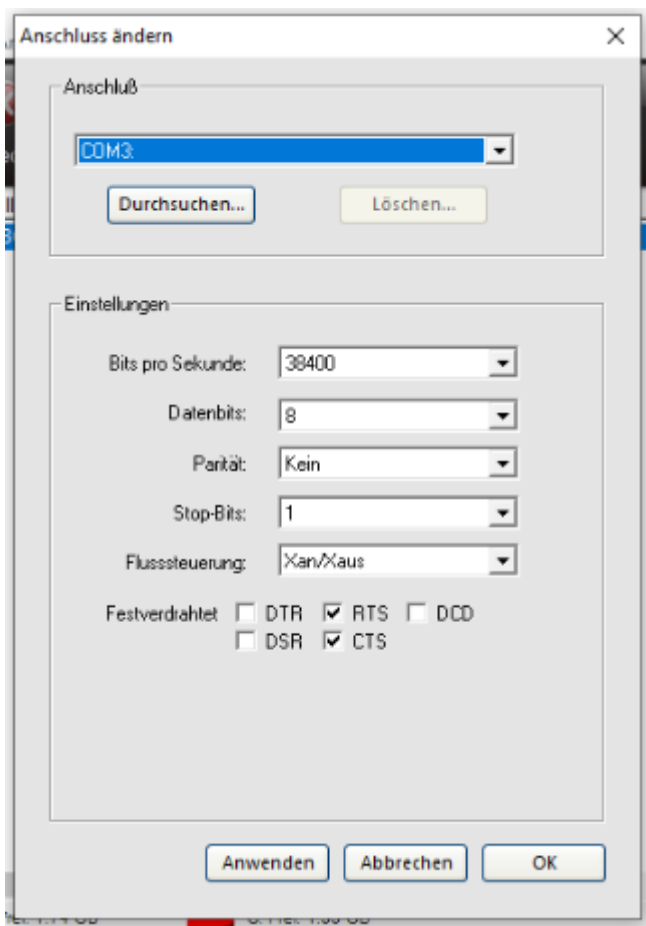 Anschluss ändern
Anschluß
COM3:
Durchsuchen... Löschen...
Einstellungen
Bits pro Sekunde: 38400
Datenbits: 8
Parität: Kein
Stop-Bits: 1
Flusssteuerung: Xan/Xaus
Festverdrahtet DTR RTS DCD
DSR CTS
Anwenden Abbrechen OK